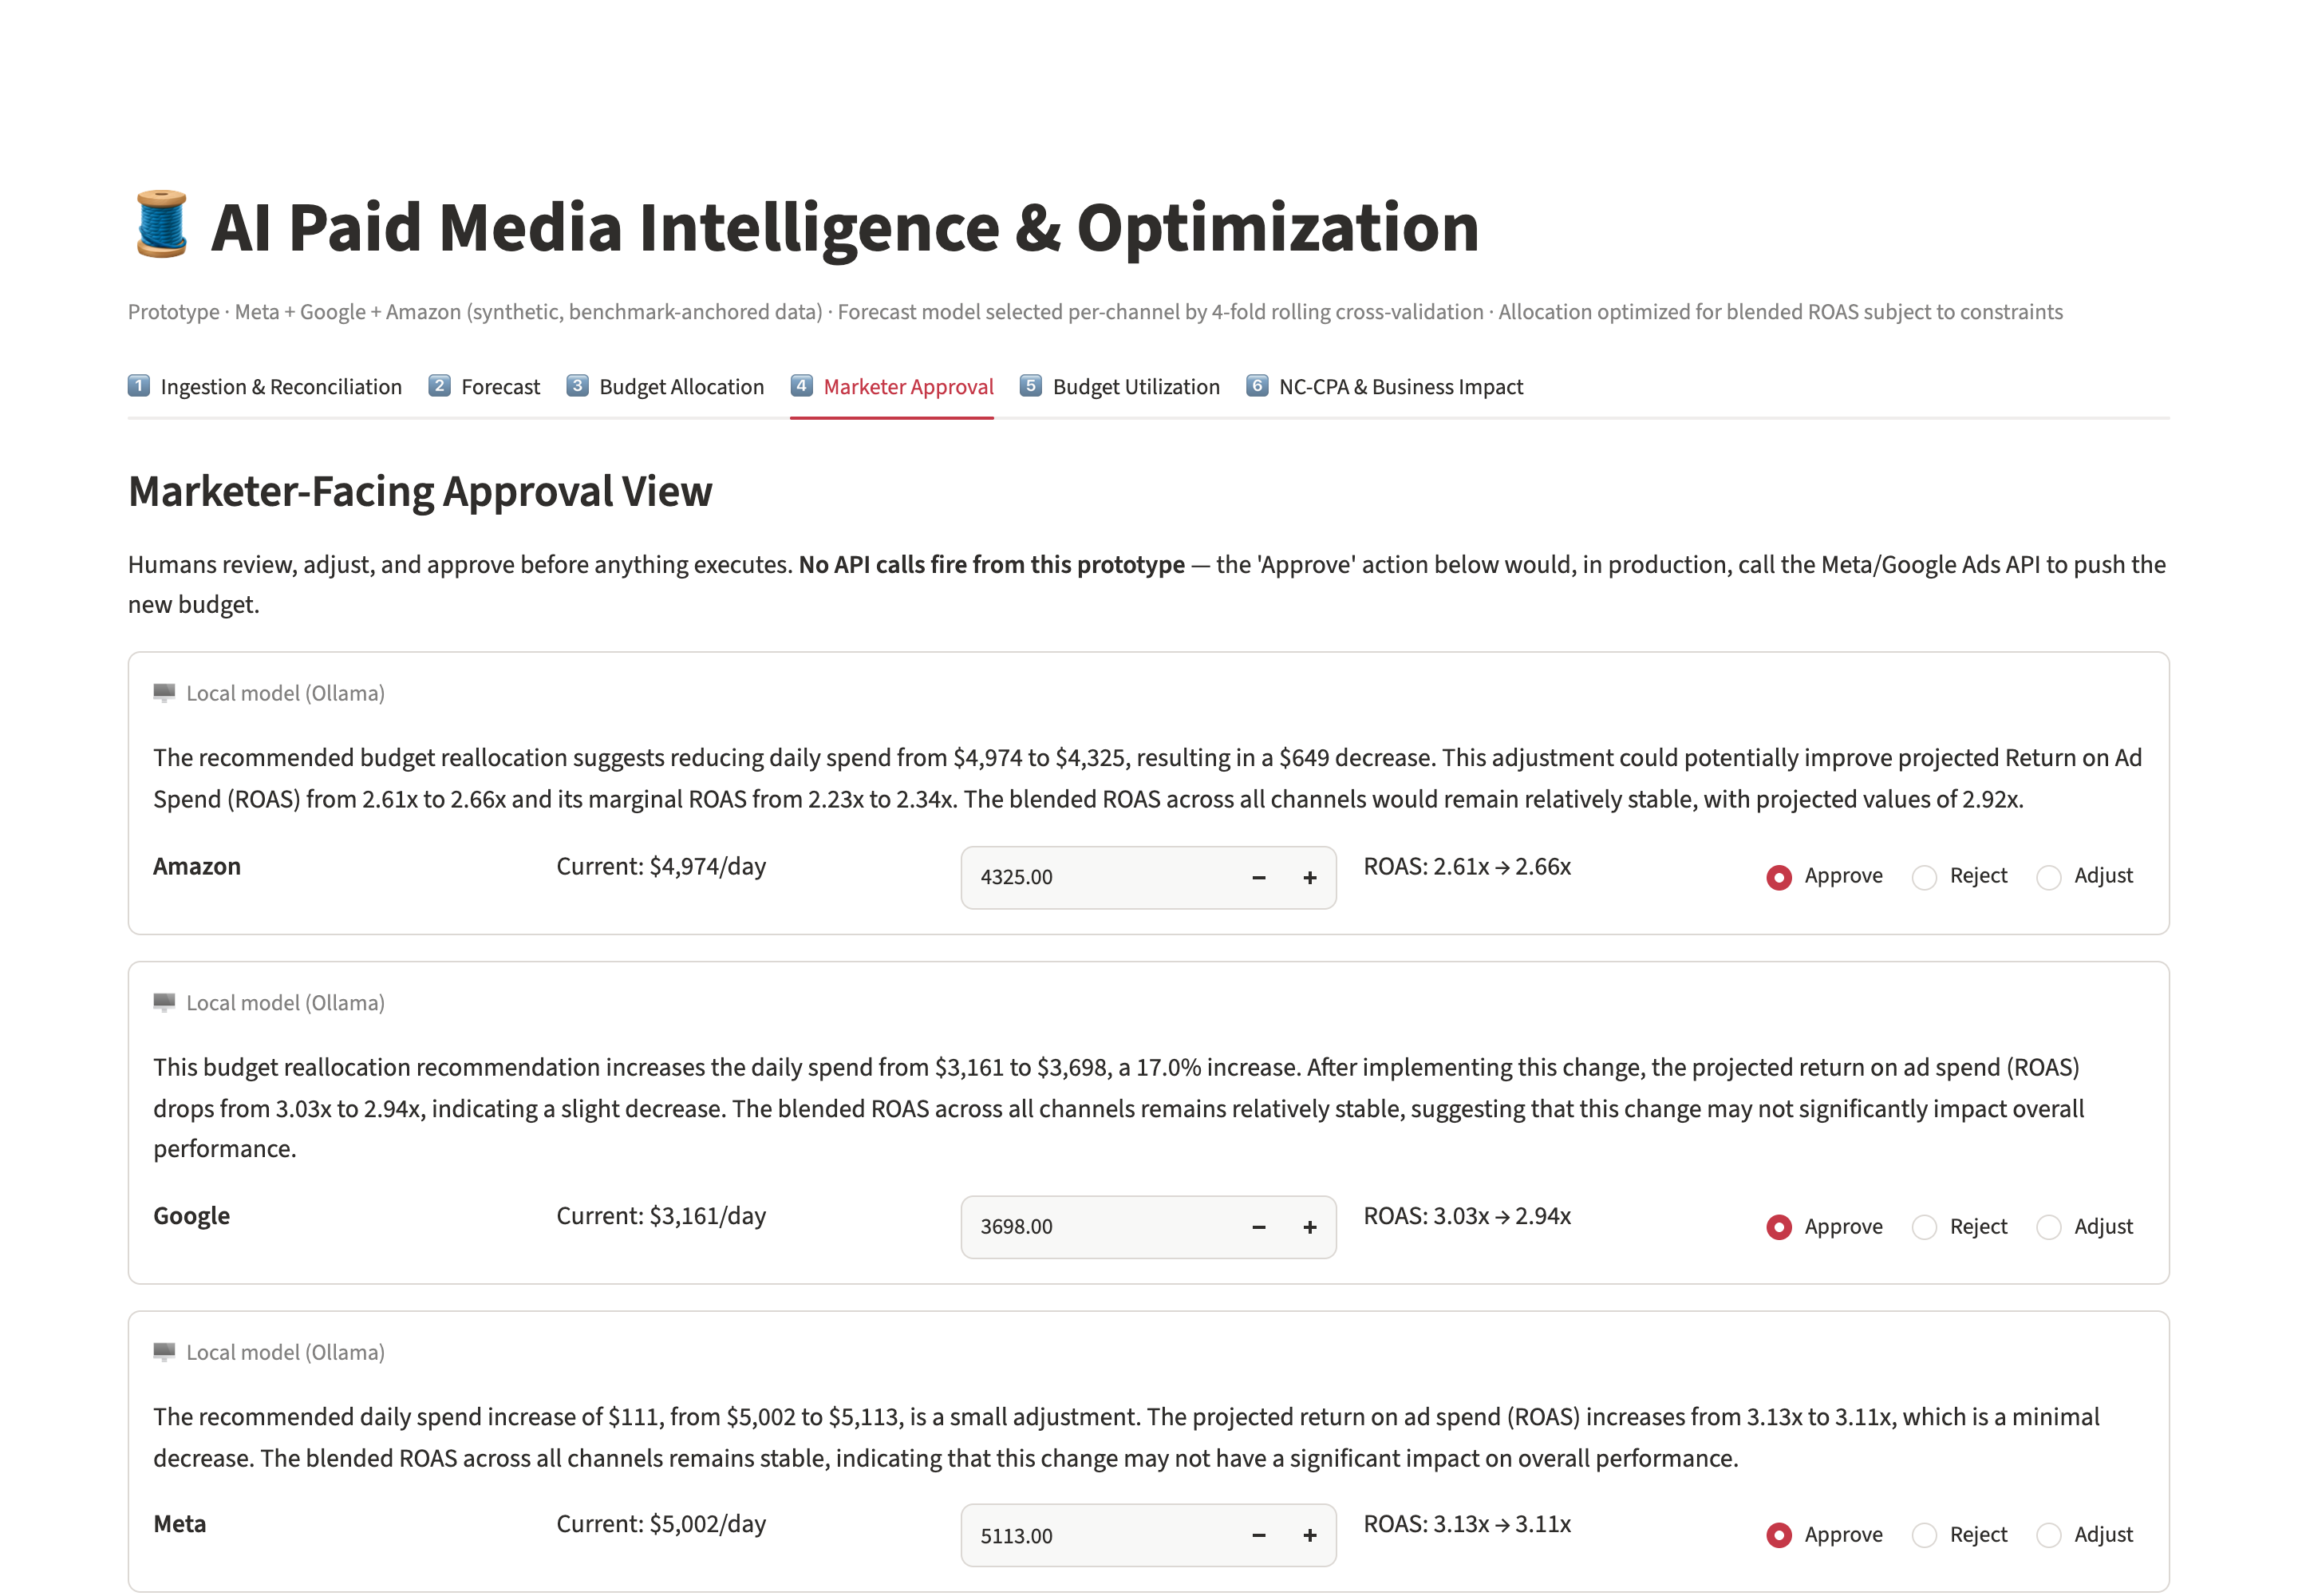 AI Paid Media Intelligence & Optimization
Prototype · Meta + Google + Amazon (synthetic, benchmark-anchored data) · Forecast model selected per-channel by 4-fold rolling cross-validation · Allocation optimized for blended ROAS subject to constraints
1 Ingestion & Reconciliation 2 Forecast 3 Budget Allocation 4 Marketer Approval 5 Budget Utilization 6 NC-CPA & Business Impact
Marketer-Facing Approval View
Humans review, adjust, and approve before anything executes. No API calls fire from this prototype — the 'Approve' action below would, in production, call the Meta/Google Ads API to push the
new budget.
Local model (Ollama)
The recommended budget reallocation suggests reducing daily spend from $4,974 to $4,325, resulting in a $649 decrease. This adjustment could potentially improve projected Return on Ad
Spend (ROAS) from 2.61x to 2.66x and its marginal ROAS from 2.23x to 2.34x. The blended ROAS across all channels would remain relatively stable, with projected values of 2.92x.
Amazon Current: $4,974/day 4325.00 − + ROAS: 2.61x → 2.66x Approve Reject Adjust
Local model (Ollama)
This budget reallocation recommendation increases the daily spend from $3,161 to $3,698, a 17.0% increase. After implementing this change, the projected return on ad spend (ROAS)
drops from 3.03x to 2.94x, indicating a slight decrease. The blended ROAS across all channels remains relatively stable, suggesting that this change may not significantly impact overall
performance.
Google Current: $3,161/day 3698.00 − + ROAS: 3.03x → 2.94x Approve Reject Adjust
Local model (Ollama)
The recommended daily spend increase of $111, from $5,002 to $5,113, is a small adjustment. The projected return on ad spend (ROAS) increases from 3.13x to 3.11x, which is a minimal
decrease. The blended ROAS across all channels remains stable, indicating that this change may not have a significant impact on overall performance.
Meta Current: $5,002/day 5113.00 − + ROAS: 3.13x → 3.11x Approve Reject Adjust